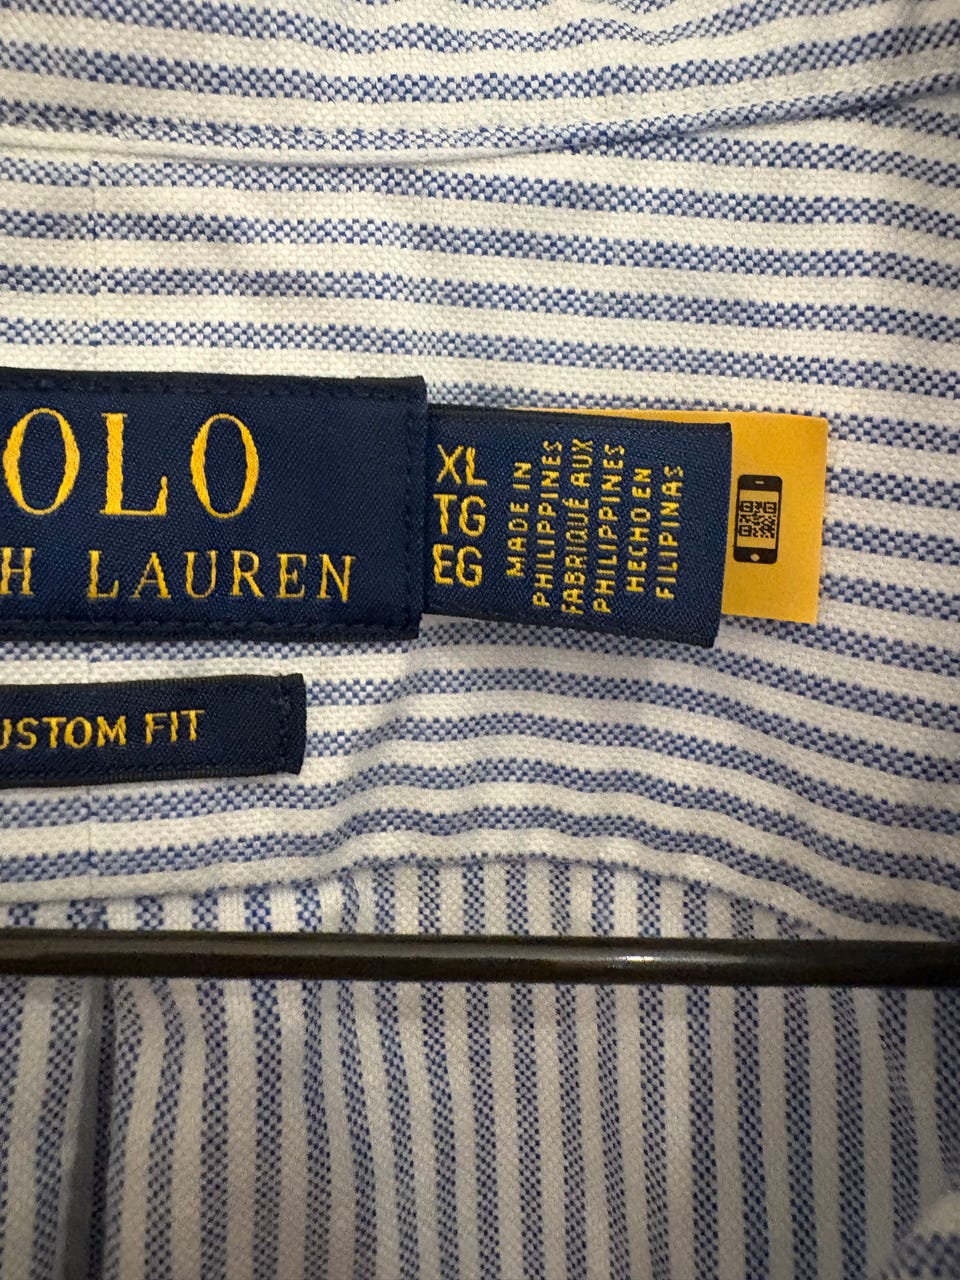 OLO
H LAUREN
XL
TG
EG
MADE IN
PHILIPPINES
FABRIQUÉ AUX
PHILIPPINES
HECHO EN
FILIPINAS
USTOM FIT